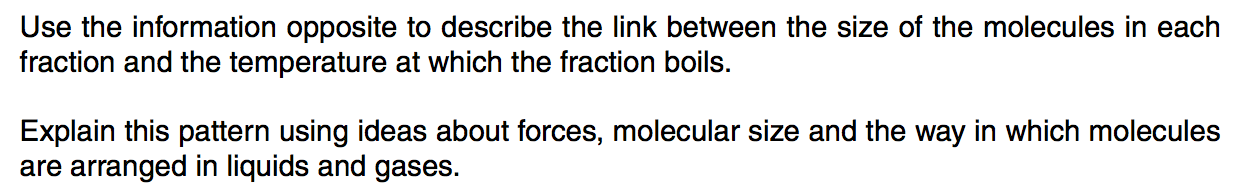 Use the information opposite to describe the link between the size of the molecules in each
fraction and the temperature at which the fraction boils.
Explain this pattern using ideas about forces, molecular size and the way in which molecules
are arranged in liquids and gases.